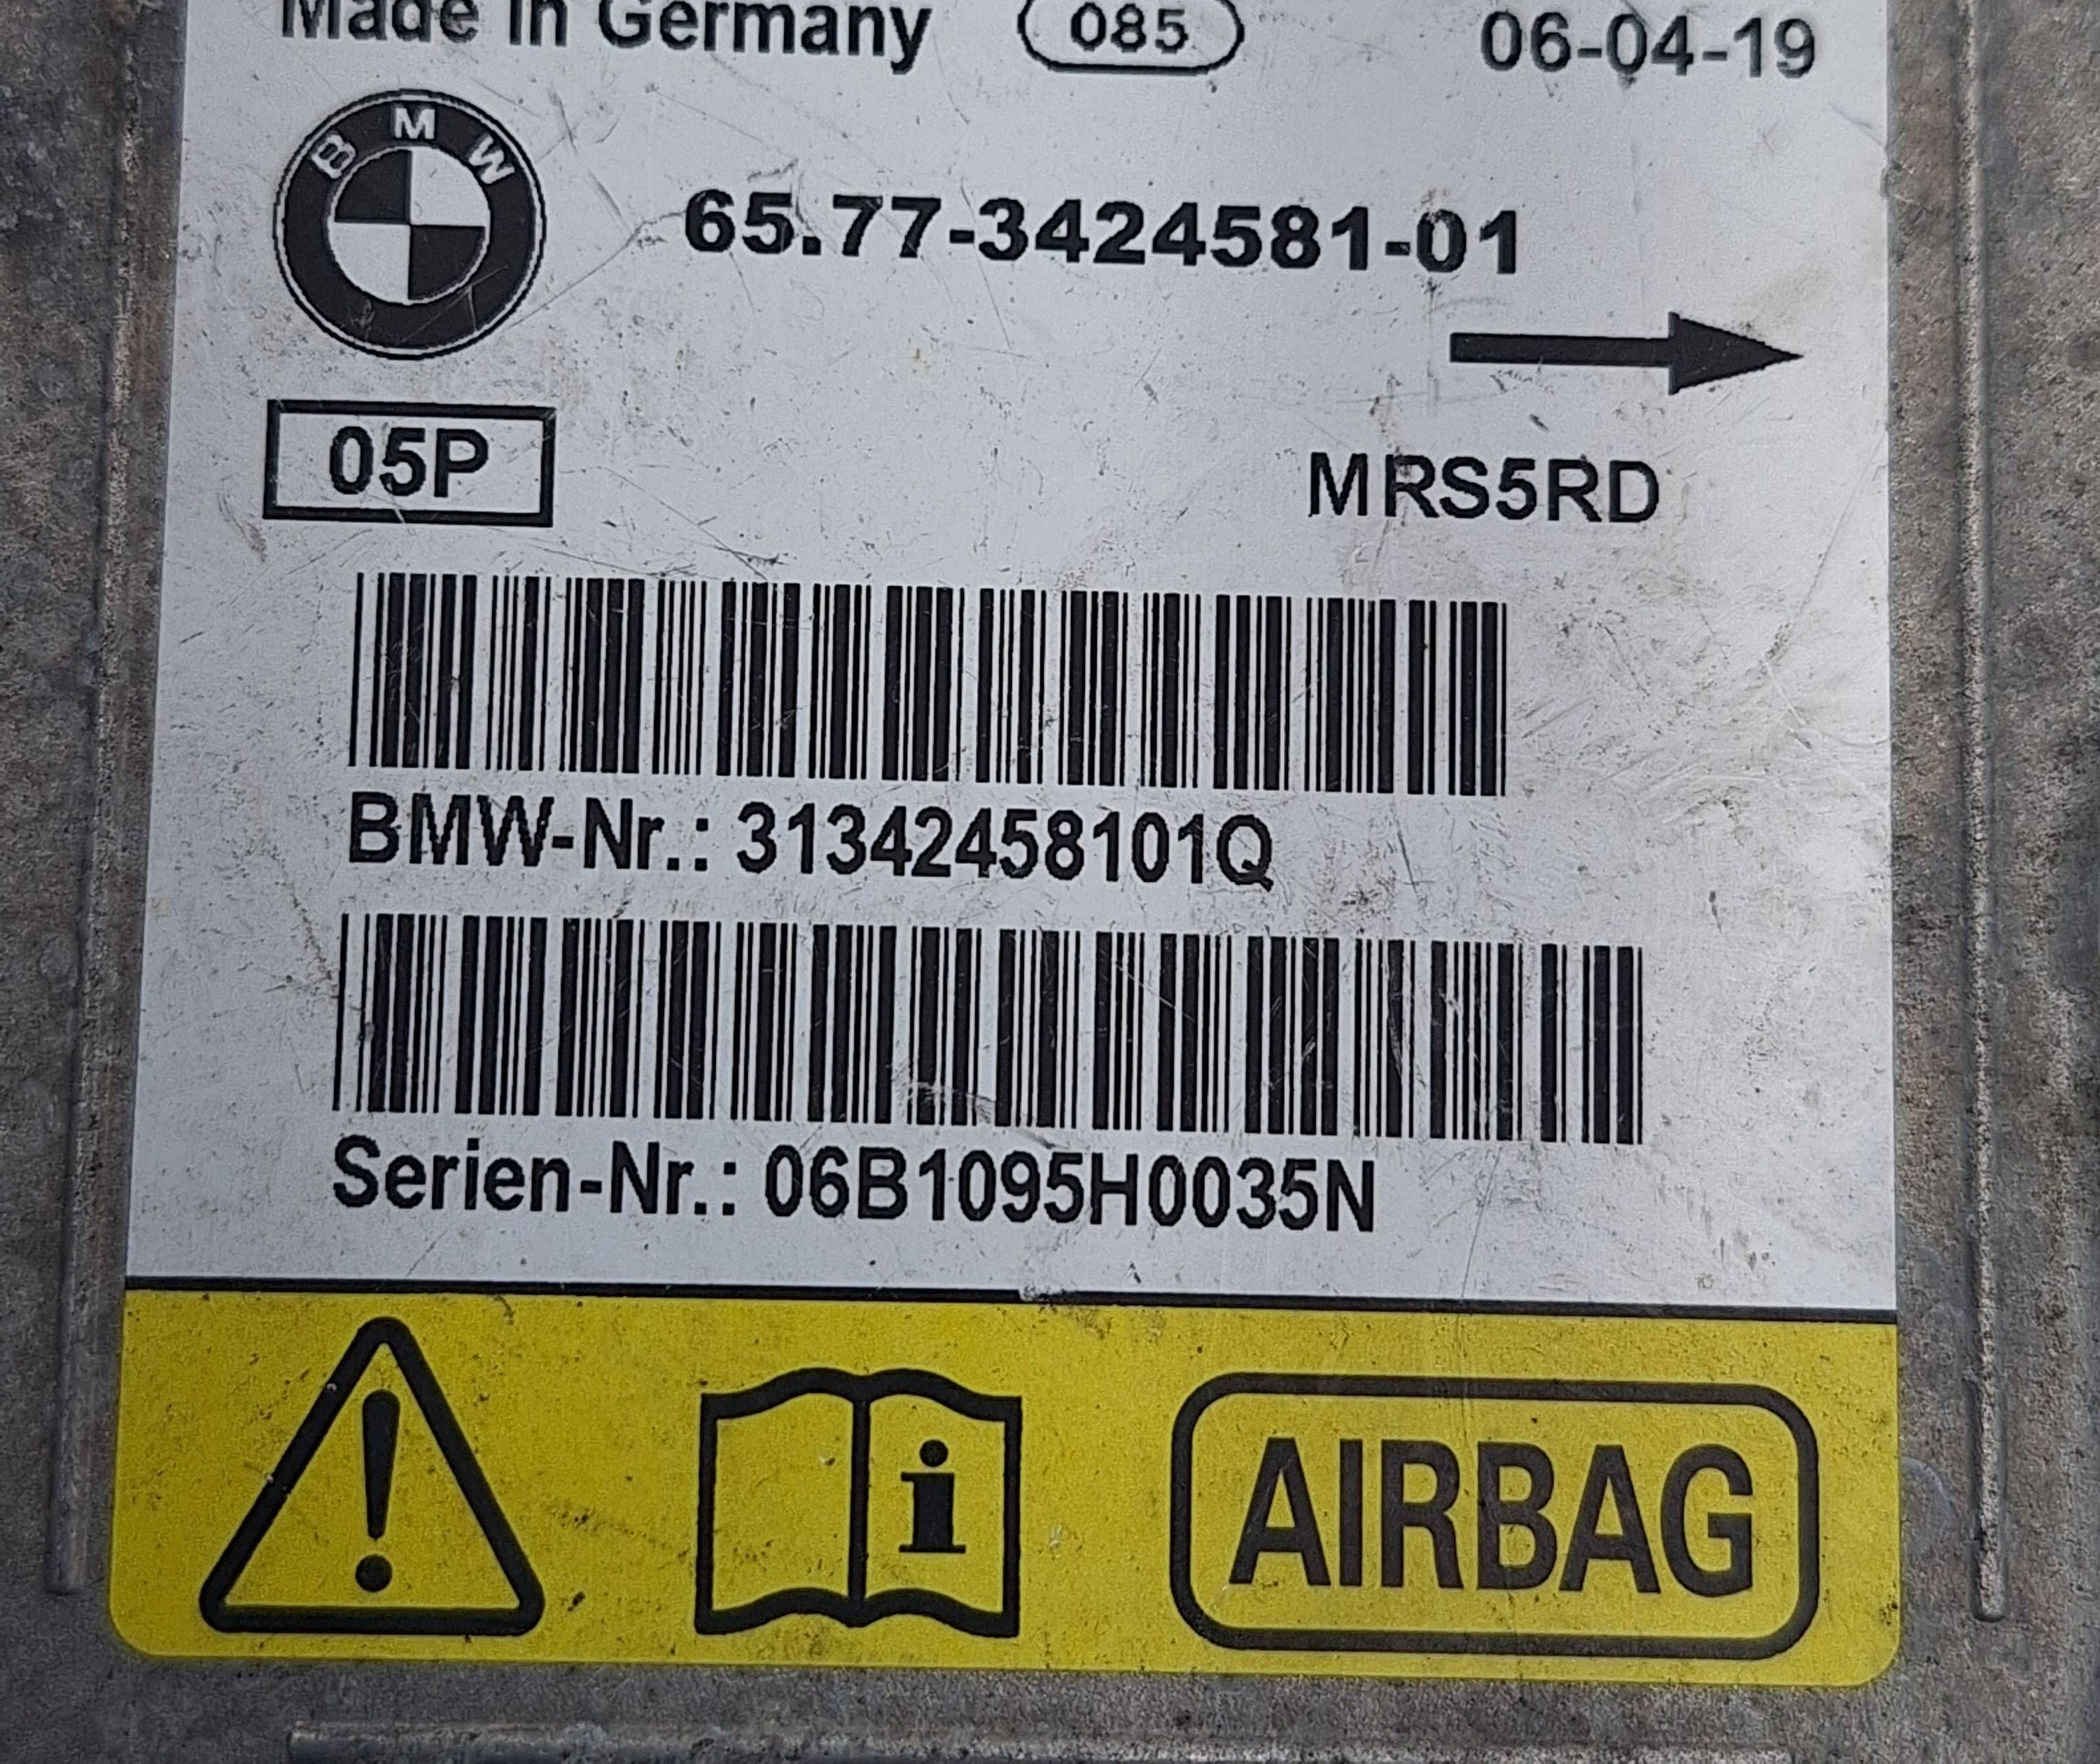 Made in Germany 085 06-04-19
BMW
65.77-3424581-01
05P
MRS5RD
BMW-Nr.: 31342458101Q
Serien-Nr.: 06B1095H0035N
! i AIRBAG